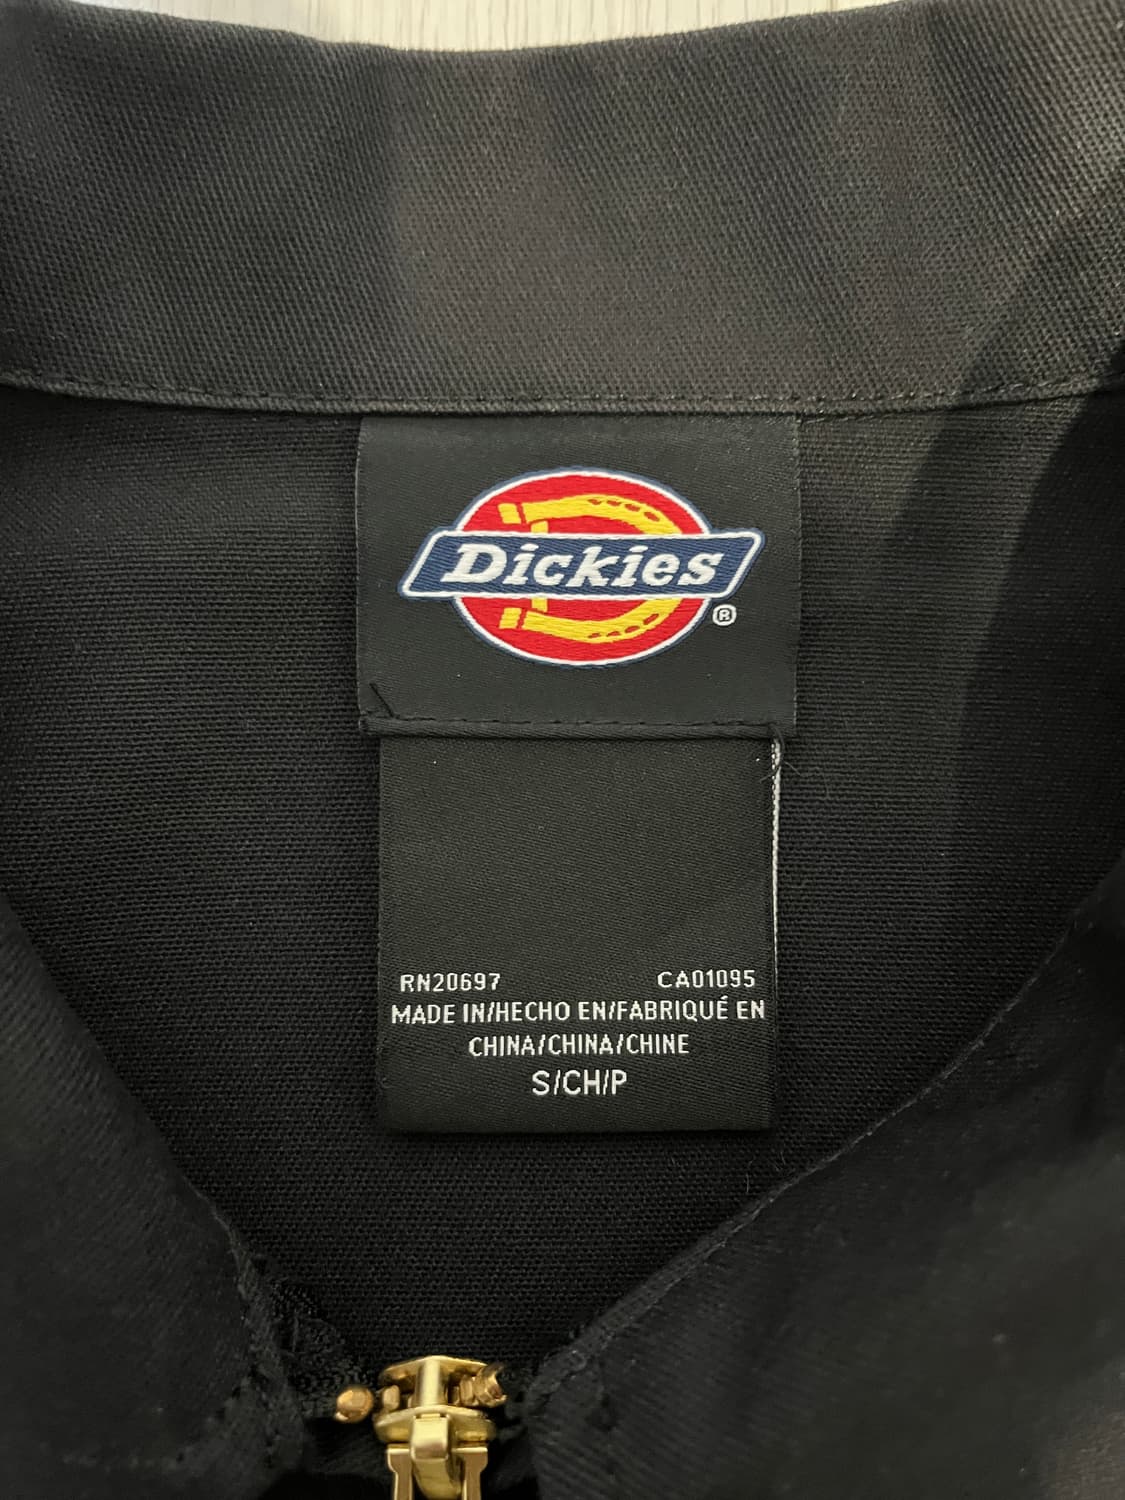 Dickies
®
RN20697 CA01095
MADE IN/HECHO EN/FABRIQUÉ EN
CHINA/CHINA/CHINE
S/CH/P